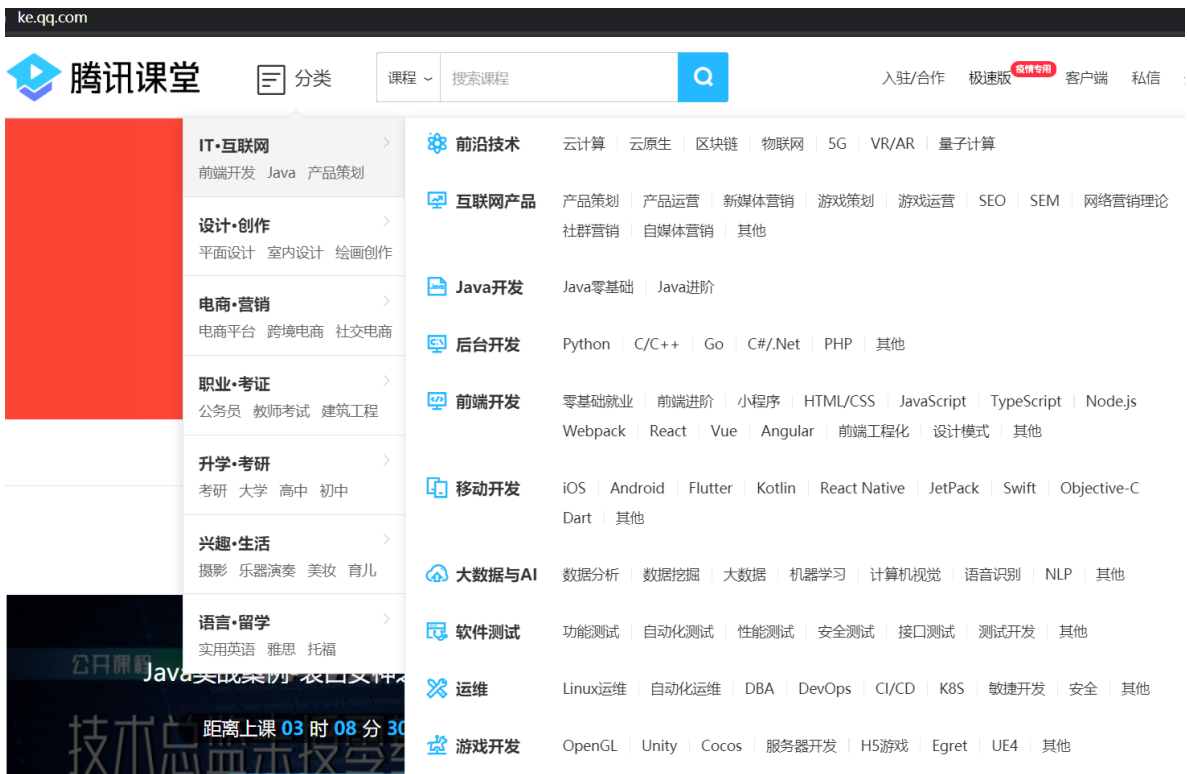 ke.qq.com
腾讯课堂 分类 课程 搜索课程 入驻/合作 极速版 疫情专用 客户端 私信
IT·互联网
前端开发 Java 产品策划
设计·创作
平面设计 室内设计 绘画创作
电商·营销
电商平台 跨境电商 社交电商
职业·考证
公务员 教师考试 建筑工程
升学·考研
考研 大学 高中 初中
兴趣·生活
摄影 乐器演奏 美妆 育儿
语言·留学
实用英语 雅思 托福
前沿技术 云计算 云原生 区块链 物联网 5G VR/AR 量子计算
互联网产品 产品策划 产品运营 新媒体营销 游戏策划 游戏运营 SEO SEM 网络营销理论
社群营销 自媒体营销 其他
Java开发 Java零基础 Java进阶
后台开发 Python C/C++ Go C#/.Net PHP 其他
前端开发 零基础就业 前端进阶 小程序 HTML/CSS JavaScript TypeScript Node.js
Webpack React Vue Angular 前端工程化 设计模式 其他
移动开发 iOS Android Flutter Kotlin React Native JetPack Swift Objective-C
Dart 其他
大数据与AI 数据分析 数据挖掘 大数据 机器学习 计算机视觉 语音识别 NLP 其他
软件测试 功能测试 自动化测试 性能测试 安全测试 接口测试 测试开发 其他
运维 Linux运维 自动化运维 DBA DevOps CI/CD K8S 敏捷开发 安全 其他
游戏开发 OpenGL Unity Cocos 服务器开发 H5游戏 Egret UE4 其他
公开课程
Java实战案例
距离上课 03 时 08 分 30
技术总监